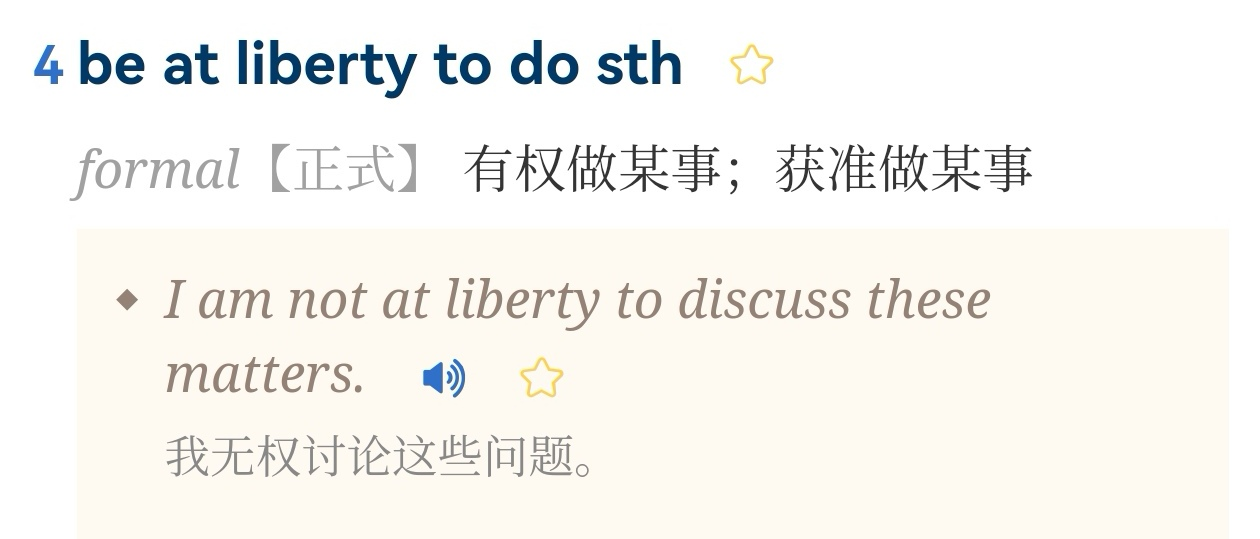 4 be at liberty to do sth
formal【正式】 有权做某事；获准做某事
◆ I am not at liberty to discuss these
matters.
我无权讨论这些问题。